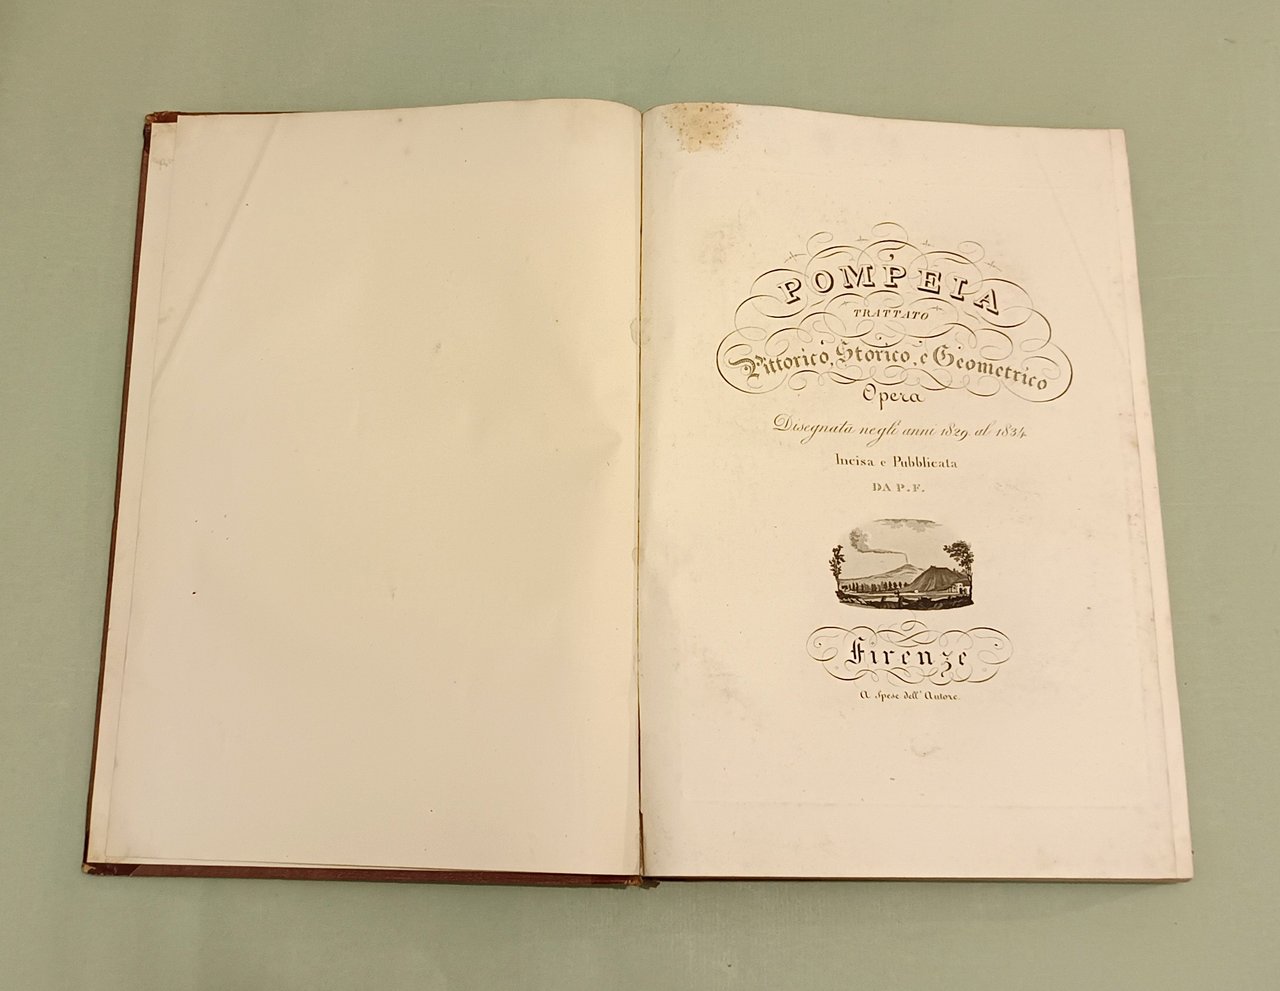 POMPEIA
TRATTATO
Pittorico, Storico, e Geometrico
Opera
Disegnata negli anni 1829 al 1834
Incisa e Pubblicata
DA P. F.
Firenze
A Spese dell' Autore.